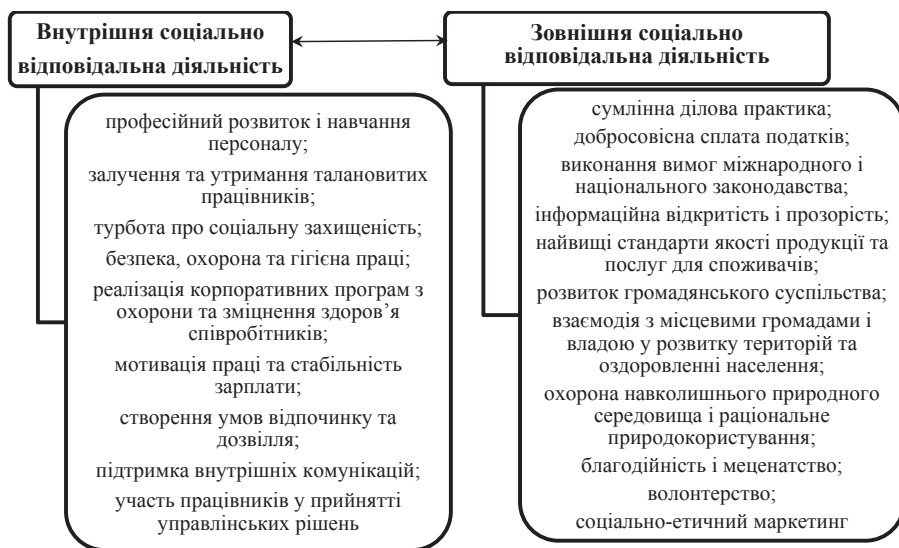 Внутрішня соціально
відповідальна діяльність
професійний розвиток і навчання
персоналу;
залучення та утримання талановитих
працівників;
турбота про соціальну захищеність;
безпека, охорона та гігієна праці;
реалізація корпоративних програм з
охорони та зміцнення здоров’я
співробітників;
мотивація праці та стабільність
зарплати;
створення умов відпочинку та
дозвілля;
підтримка внутрішніх комунікацій;
участь працівників у прийнятті
управлінських рішень
Зовнішня соціально
відповідальна діяльність
сумлінна ділова практика;
добросовісна сплата податків;
виконання вимог міжнародного і
національного законодавства;
інформаційна відкритість і прозорість;
найвищі стандарти якості продукції та
послуг для споживачів;
розвиток громадянського суспільства;
взаємодія з місцевими громадами і
владою у розвитку територій та
оздоровленні населення;
охорона навколишнього природного
середовища і раціональне
природокористування;
благодійність і меценатство;
волонтерство;
соціально-етичний маркетинг